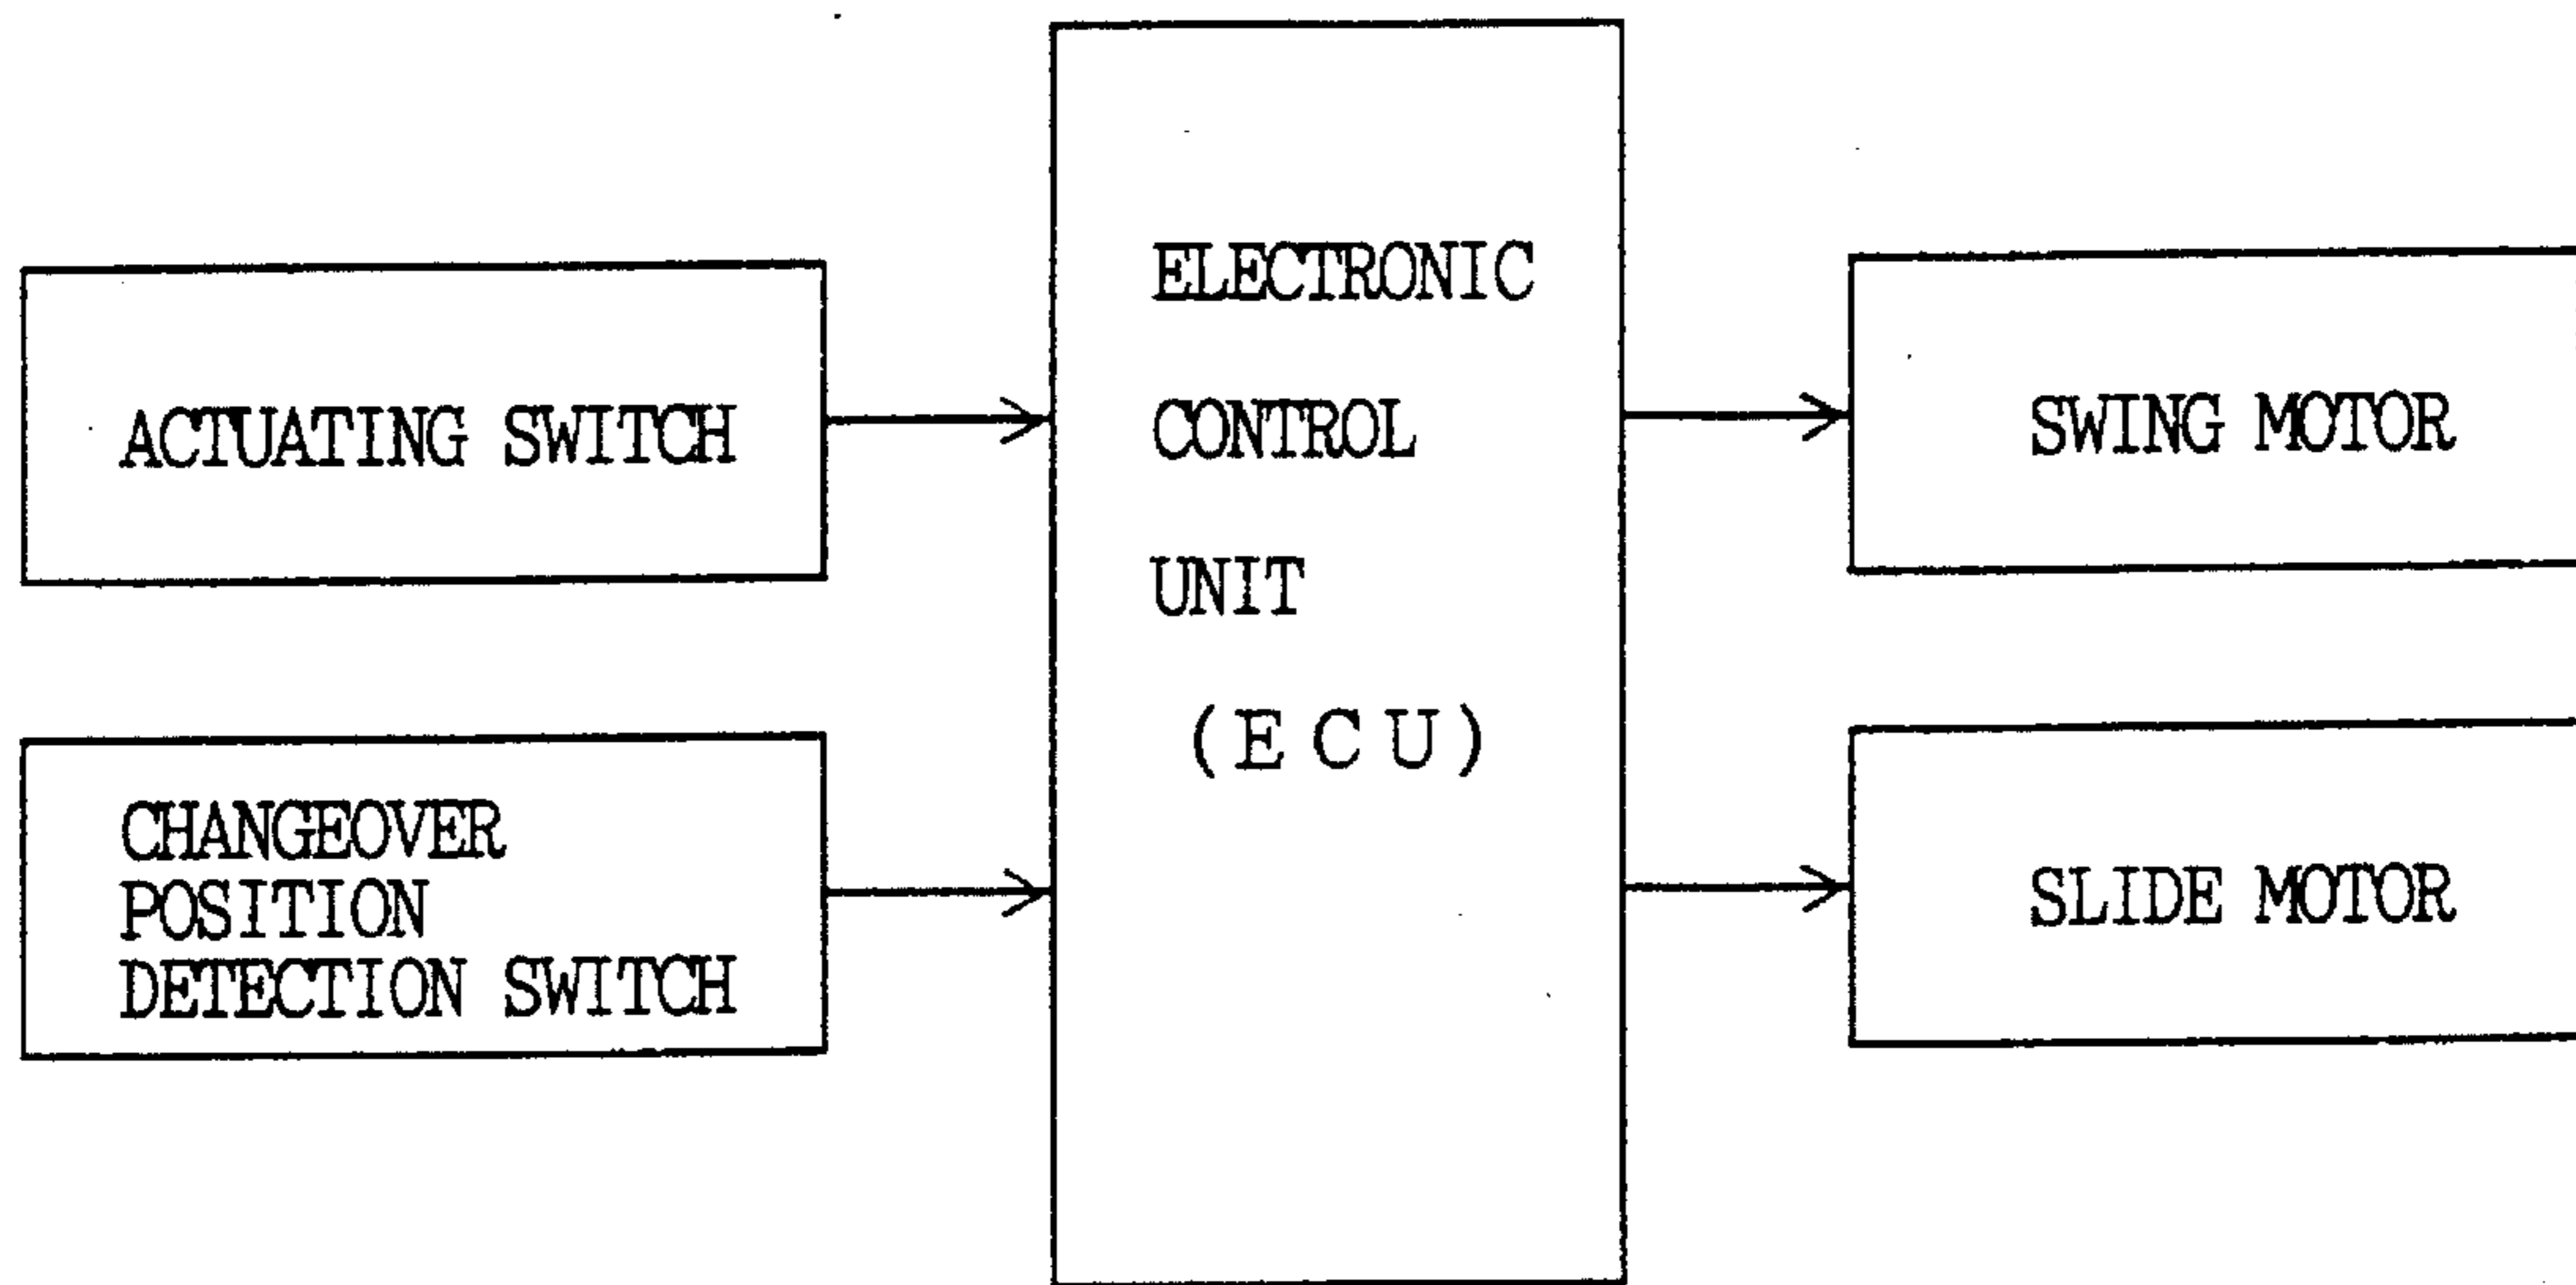 ACTUATING SWITCH
CHANGEOVER
POSITION
DETECTION SWITCH
ELECTRONIC
CONTROL
UNIT
(ECU)
SWING MOTOR
SLIDE MOTOR